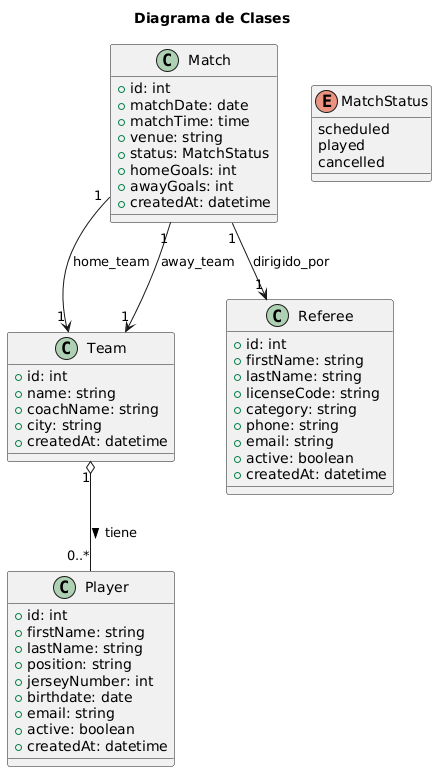 Diagrama de Clases
C Match
id: int
matchDate: date
matchTime: time
venue: string
status: MatchStatus
homeGoals: int
awayGoals: int
createdAt: datetime
E MatchStatus
scheduled
played
cancelled
1
1
1
home_team
away_team
dirigido_por
1
1
1
C Team
id: int
name: string
coachName: string
city: string
createdAt: datetime
C Referee
id: int
firstName: string
lastName: string
licenseCode: string
category: string
phone: string
email: string
active: boolean
createdAt: datetime
1
tiene
0..*
C Player
id: int
firstName: string
lastName: string
position: string
jerseyNumber: int
birthdate: date
email: string
active: boolean
createdAt: datetime